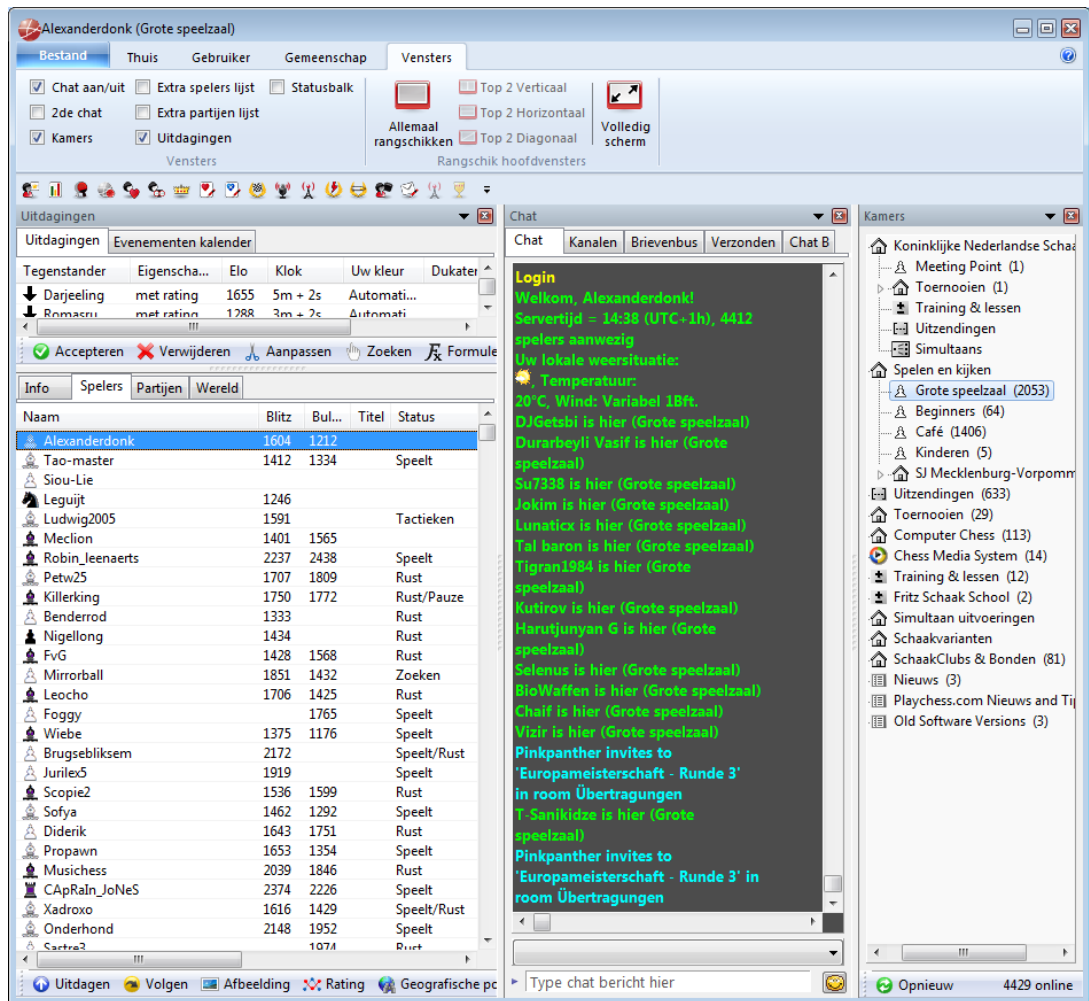 Alexanderdonk (Grote speelzaal)
Bestand Thuis Gebruiker Gemeenschap Vensters
Chat aan/uit Extra spelers lijst Statusbalk
2de chat Extra partijen lijst
Kamers Uitdagingen
Vensters
Allemaal rangschikken
Top 2 Verticaal
Top 2 Horizontaal
Top 2 Diagonaal
Volledig scherm
Rangschik hoofdvensters
Uitdagingen
Uitdagingen Evenementen kalender
Tegenstander Eigenscha... Elo Klok Uw kleur Dukater
Darjeeling met rating 1655 5m + 2s Automati...
Romasru met rating 1288 3m + 2s Automati
Accepteren Verwijderen Aanpassen Zoeken Formule
Info Spelers Partijen Wereld
Naam Blitz Bul... Titel Status
Alexanderdonk 1604 1212
Tao-master 1412 1334 Speelt
Siou-Lie
Leguijt 1246
Ludwig2005 1591 Tactieken
Meclion 1401 1565
Robin_leenaerts 2237 2438 Speelt
Petw25 1707 1809 Rust
Killerking 1750 1772 Rust/Pauze
Benderrod 1333 Rust
Nigellong 1434 Rust
FvG 1428 1568 Rust
Mirrorball 1851 1432 Zoeken
Leocho 1706 1425 Rust
Foggy 1765 Speelt
Wiebe 1375 1176 Speelt
Brugsebliksem 2172 Speelt/Rust
Jurilex5 1919 Speelt
Scopie2 1536 1599 Rust
Sofya 1462 1292 Speelt
Diderik 1643 1751 Rust
Propawn 1653 1354 Speelt
Musichess 2039 1846 Rust
CApRaIn_JoNeS 2374 2226 Speelt
Xadroxo 1616 1429 Speelt/Rust
Onderhond 2148 1952 Speelt
Sartre3 1974 Rust
Uitdagen Volgen Afbeelding Rating Geografische pc
Chat
Chat Kanalen Brievenbus Verzonden Chat B
Login
Welkom, Alexanderdonk!
Servertijd = 14:38 (UTC+1h), 4412
spelers aanwezig
Uw lokale weersituatie:
, Temperatuur:
20°C, Wind: Variabel 1Bft.
DJGetsbi is hier (Grote speelzaal)
Durarbeyli Vasif is hier (Grote
speelzaal)
Su7338 is hier (Grote speelzaal)
Jokim is hier (Grote speelzaal)
Lunaticx is hier (Grote speelzaal)
Tal baron is hier (Grote speelzaal)
Tigran1984 is hier (Grote
speelzaal)
Kutirov is hier (Grote speelzaal)
Harutjunyan G is hier (Grote
speelzaal)
Selenus is hier (Grote speelzaal)
BioWaffen is hier (Grote speelzaal)
Chaif is hier (Grote speelzaal)
Vizir is hier (Grote speelzaal)
Pinkpanther invites to
'Europameisterschaft - Runde 3'
in room Übertragungen
T-Sanikidze is hier (Grote
speelzaal)
Pinkpanther invites to
'Europameisterschaft - Runde 3' in
room Übertragungen
Type chat bericht hier
Kamers
Koninklijke Nederlandse Schaa
Meeting Point (1)
Toernooien (1)
Training & lessen
Uitzendingen
Simultaans
Spelen en kijken
Grote speelzaal (2053)
Beginners (64)
Café (1406)
Kinderen (5)
SJ Mecklenburg-Vorpomm
Uitzendingen (633)
Toernooien (29)
Computer Chess (113)
Chess Media System (14)
Training & lessen (12)
Fritz Schaak School (2)
Simultaan uitvoeringen
Schaakvarianten
SchaakClubs & Bonden (81)
Nieuws (3)
Playchess.com Nieuws and Ti
Old Software Versions (3)
Opnieuw 4429 online